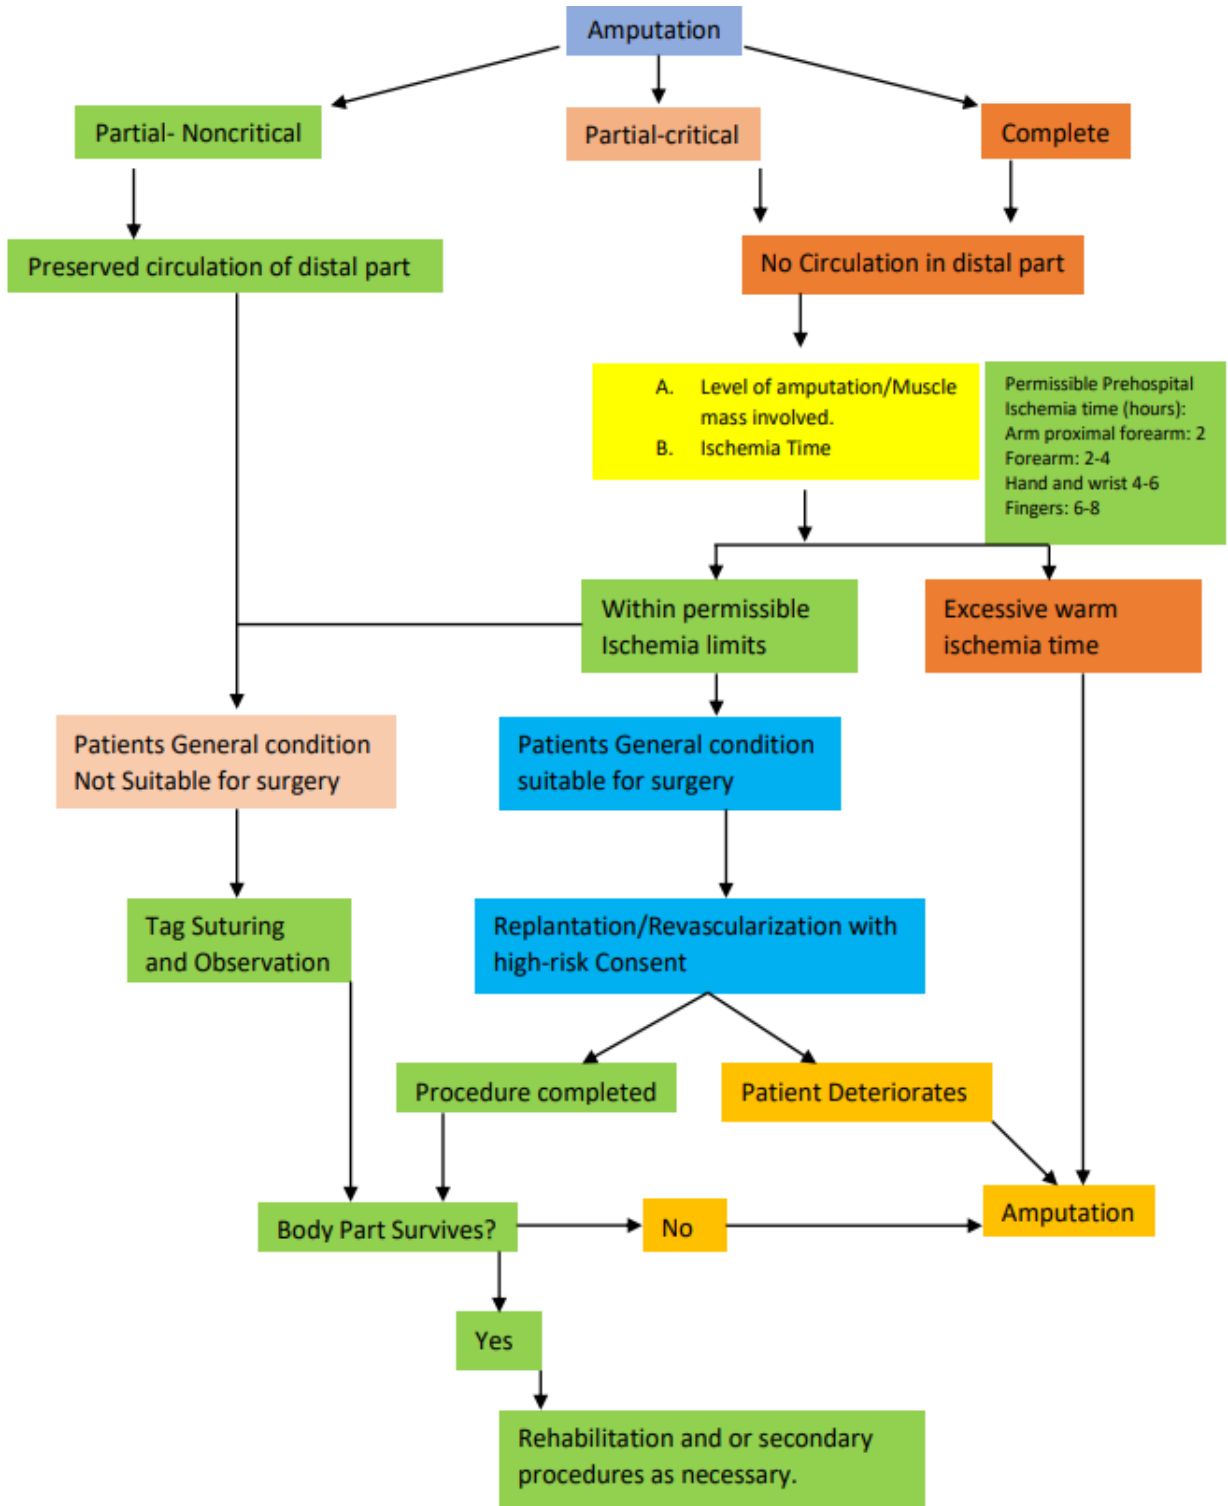 Amputation
Partial- Noncritical
Partial-critical
Complete
Preserved circulation of distal part
No Circulation in distal part
A. Level of amputation/Muscle
mass involved.
B. Ischemia Time
Permissible Prehospital
Ischemia time (hours):
Arm proximal forearm: 2
Forearm: 2-4
Hand and wrist 4-6
Fingers: 6-8
Within permissible
Ischemia limits
Excessive warm
ischemia time
Patients General condition
Not Suitable for surgery
Patients General condition
suitable for surgery
Tag Suturing
and Observation
Replantation/Revascularization with
high-risk Consent
Procedure completed
Patient Deteriorates
Body Part Survives?
No
Amputation
Yes
Rehabilitation and or secondary
procedures as necessary.